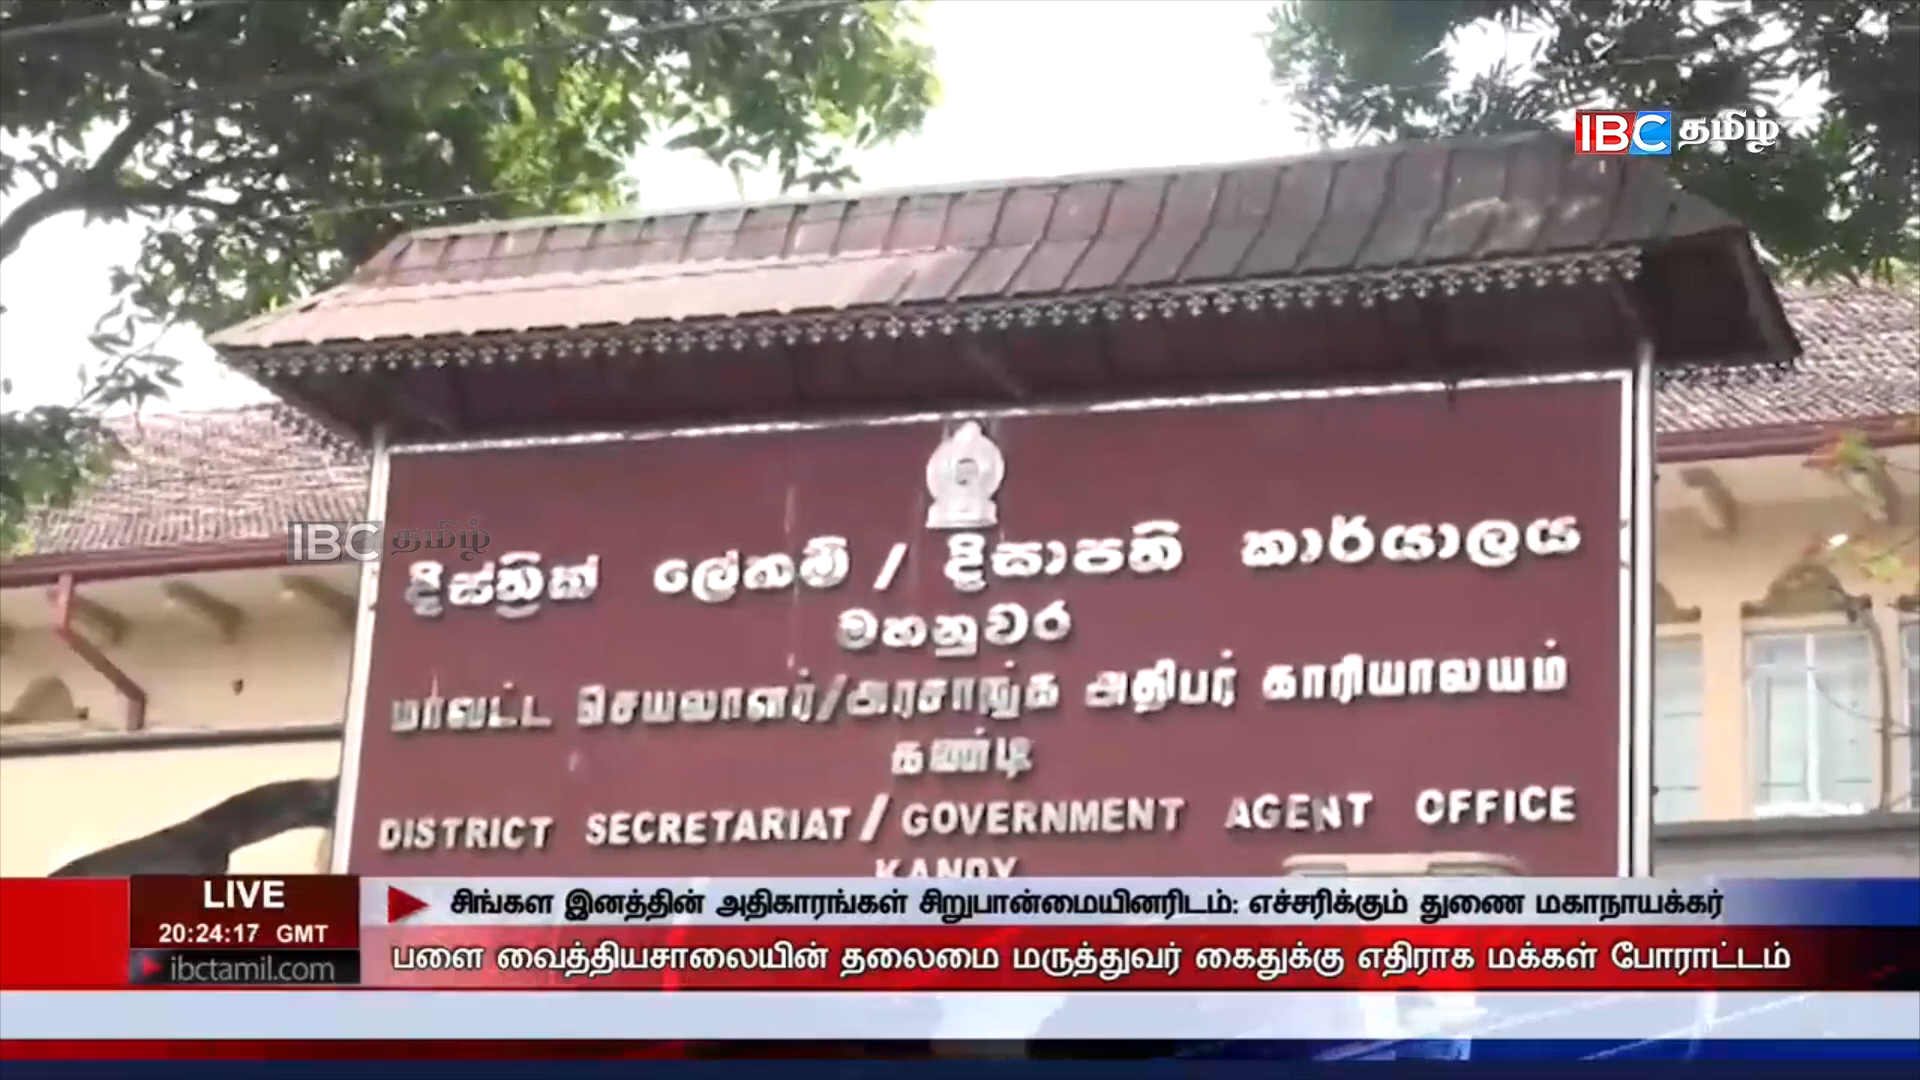 IBC தமிழ்
IBC தமிழ்
දිස්ත්‍රික් ලේකම් / දිසාපති කාර්යාලය
මහනුවර
மாவட்ட செயலாளர்/அரசாங்க அதிபர் காரியாலயம்
கண்டி
DISTRICT SECRETARIAT/GOVERNMENT AGENT OFFICE
KANDY
LIVE
20:24:17 GMT
ibctamil.com
சிங்கள இனத்தின் அதிகாரங்கள் சிறுபான்மையினரிடம்: எச்சரிக்கும் துணை மகாநாயக்கர்
பளை வைத்தியசாலையின் தலைமை மருத்துவர் கைதுக்கு எதிராக மக்கள் போராட்டம்